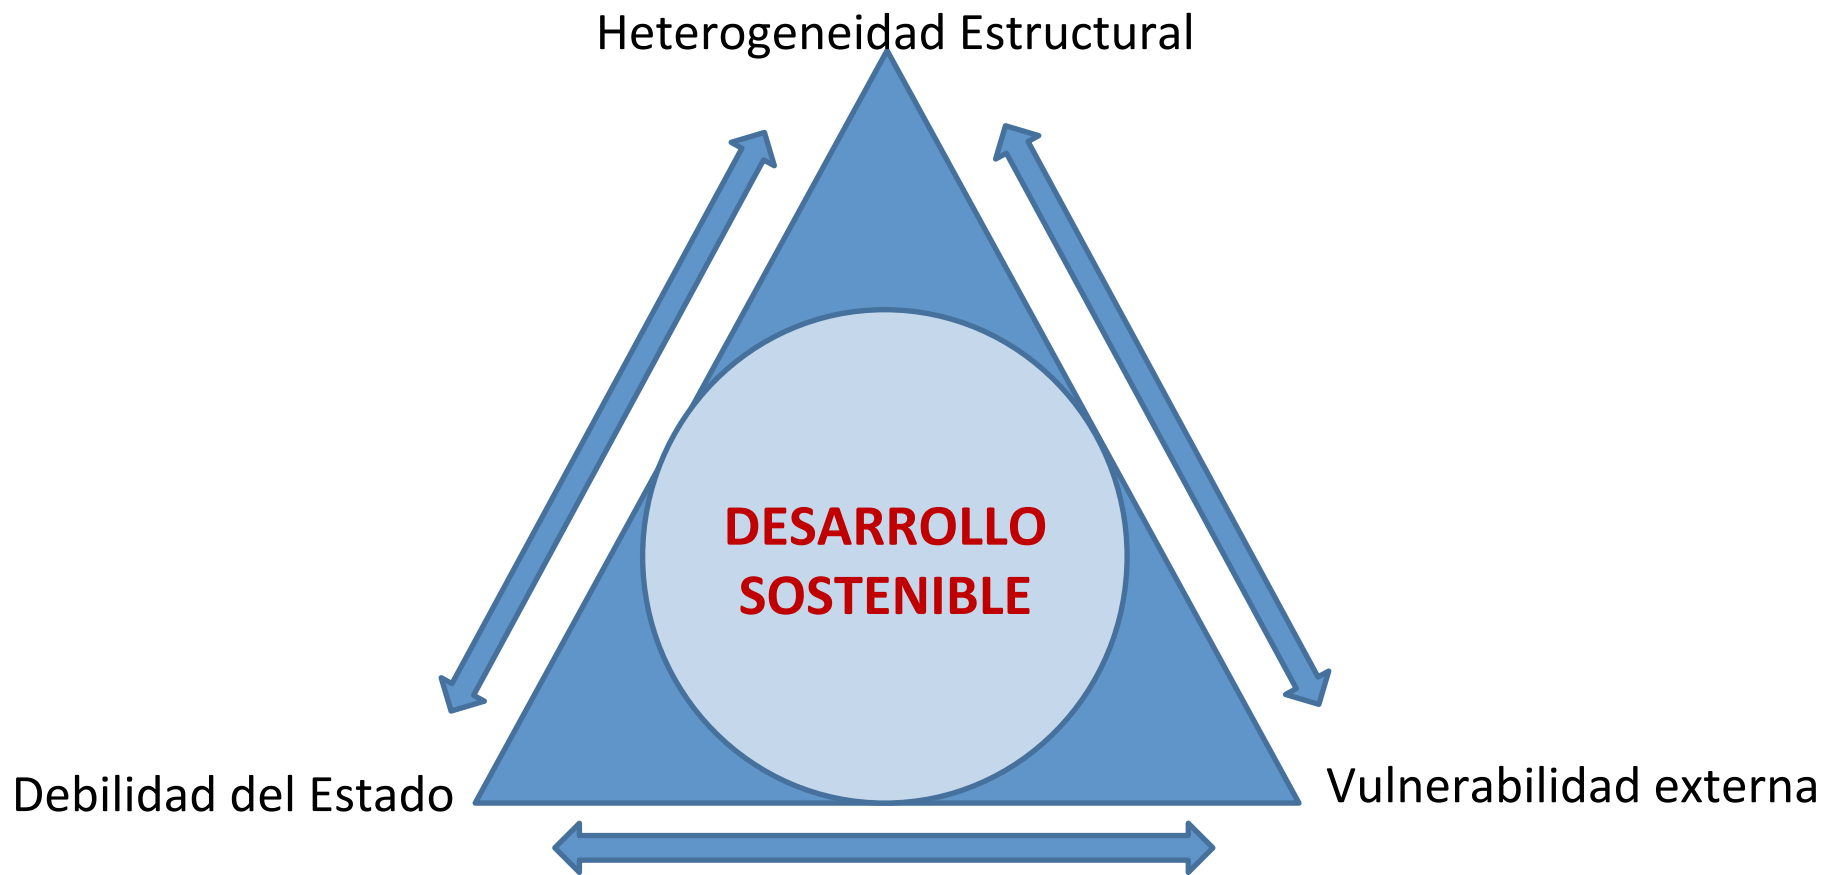 Heterogeneidad Estructural
DESARROLLO
SOSTENIBLE
Debilidad del Estado
Vulnerabilidad externa